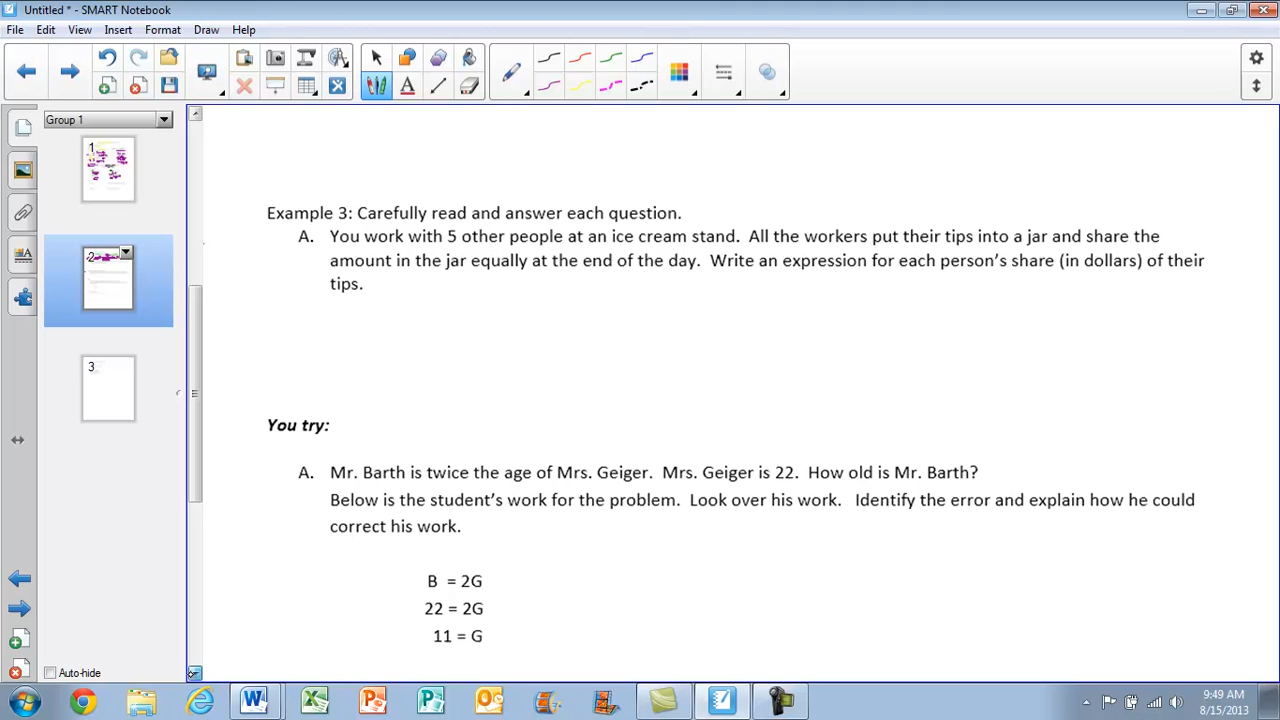 Untitled * - SMART Notebook
File Edit View Insert Format Draw Help
Group 1
1
2
3
Example 3: Carefully read and answer each question.
A. You work with 5 other people at an ice cream stand. All the workers put their tips into a jar and share the
amount in the jar equally at the end of the day. Write an expression for each person's share (in dollars) of their
tips.
You try:
A. Mr. Barth is twice the age of Mrs. Geiger. Mrs. Geiger is 22. How old is Mr. Barth?
Below is the student's work for the problem. Look over his work. Identify the error and explain how he could
correct his work.
B = 2G
22 = 2G
11 = G
Auto-hide
9:49 AM
8/15/2013